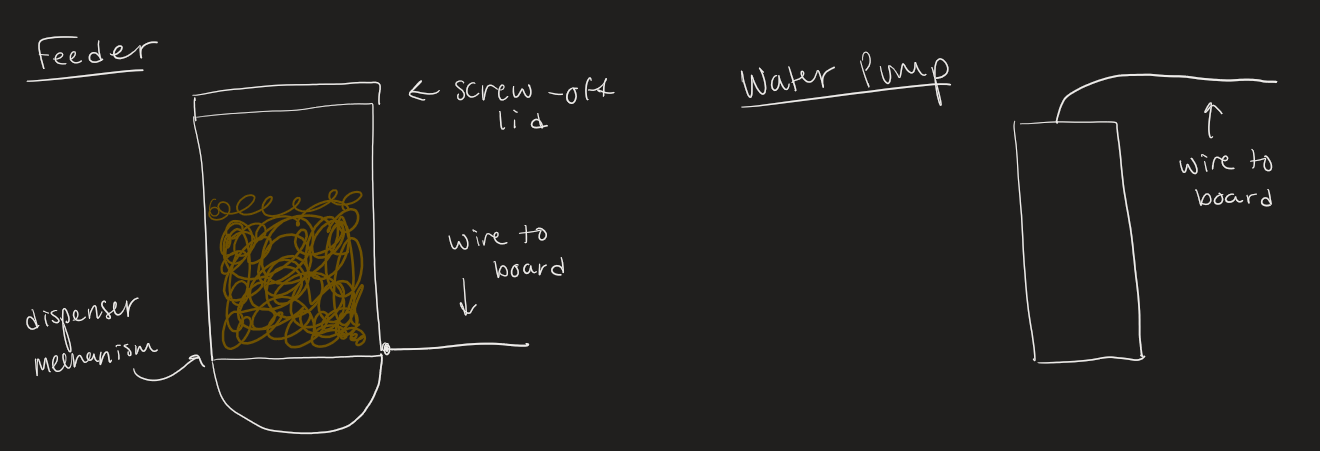 Feeder
← screw-off
lid
wire to
board
dispenser
mechanism
Water Pump
wire to
board